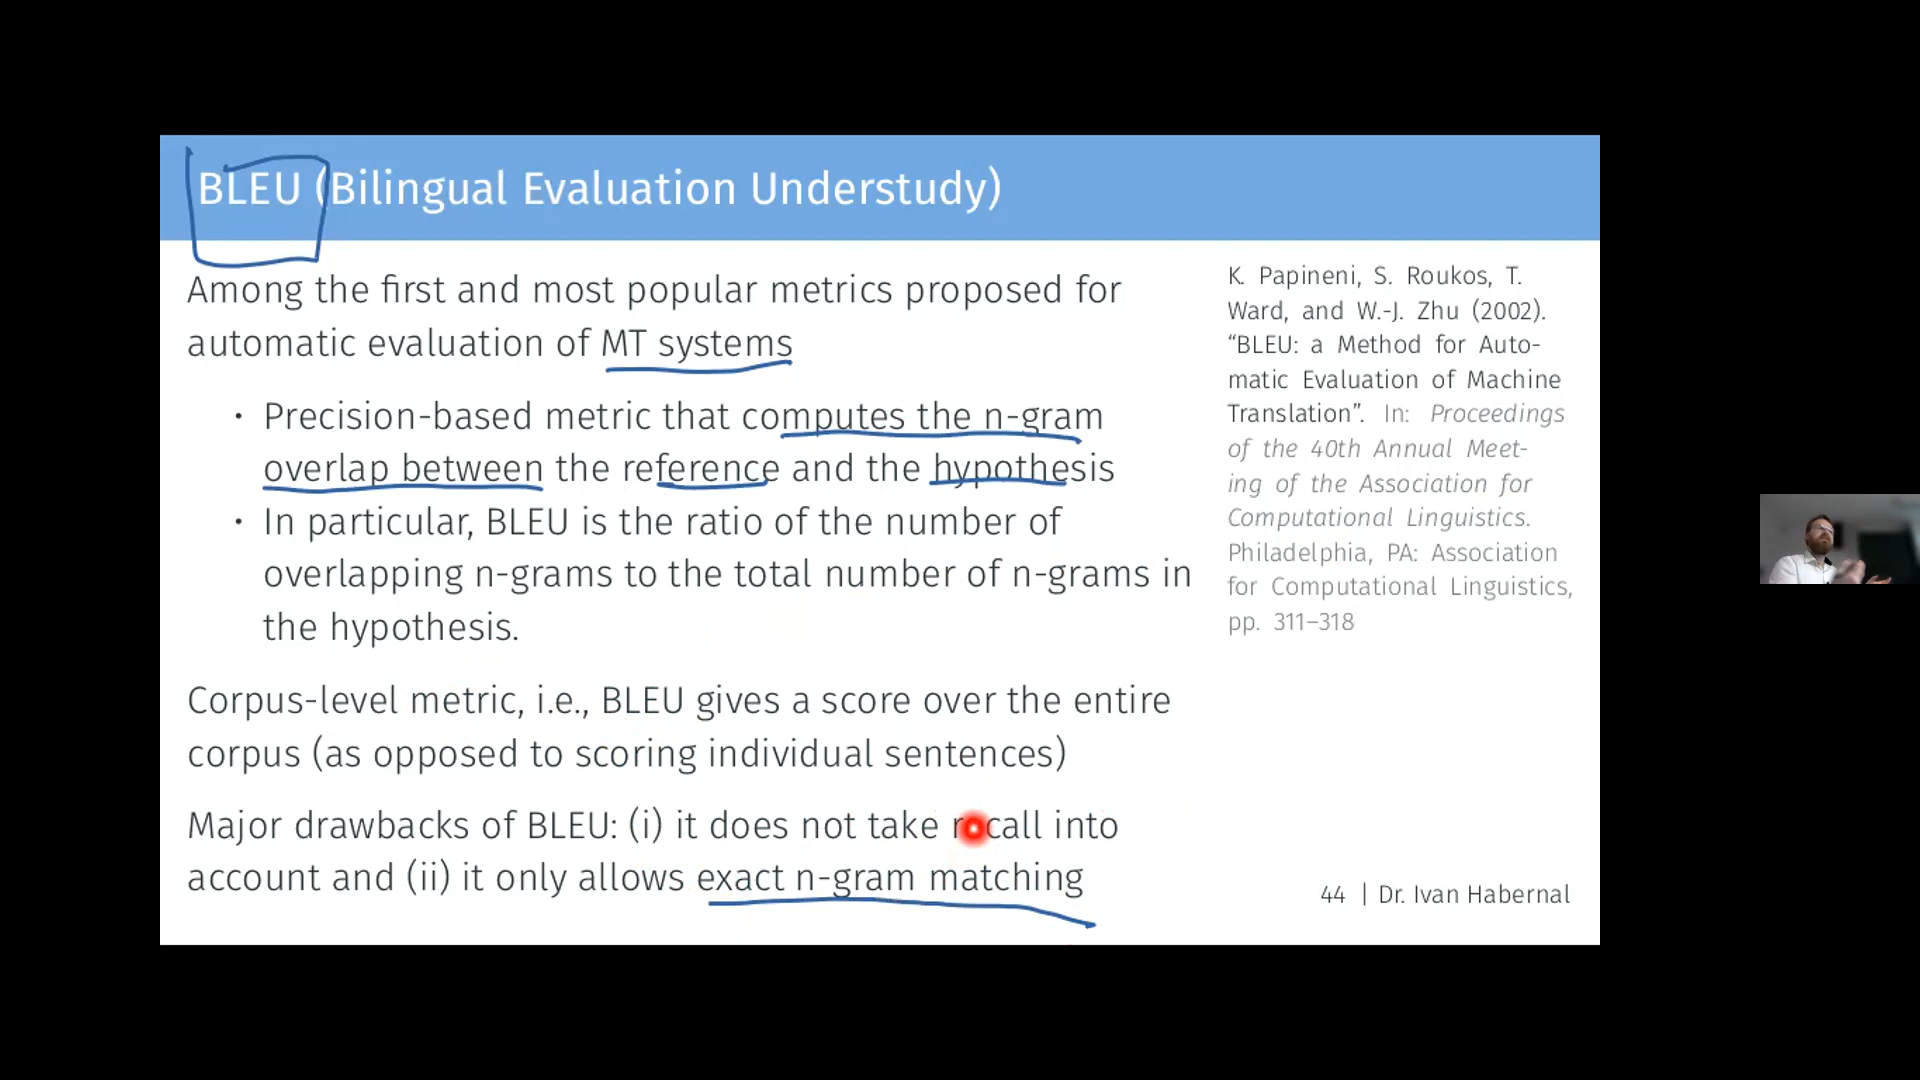 BLEU (Bilingual Evaluation Understudy)
Among the first and most popular metrics proposed for
automatic evaluation of MT systems
• Precision-based metric that computes the n-gram
overlap between the reference and the hypothesis
• In particular, BLEU is the ratio of the number of
overlapping n-grams to the total number of n-grams in
the hypothesis.
Corpus-level metric, i.e., BLEU gives a score over the entire
corpus (as opposed to scoring individual sentences)
Major drawbacks of BLEU: (i) it does not take recall into
account and (ii) it only allows exact n-gram matching
K. Papineni, S. Roukos, T.
Ward, and W.-J. Zhu (2002).
“BLEU: a Method for Auto-
matic Evaluation of Machine
Translation”. In: Proceedings
of the 40th Annual Meet-
ing of the Association for
Computational Linguistics.
Philadelphia, PA: Association
for Computational Linguistics,
pp. 311–318
44 | Dr. Ivan Habernal